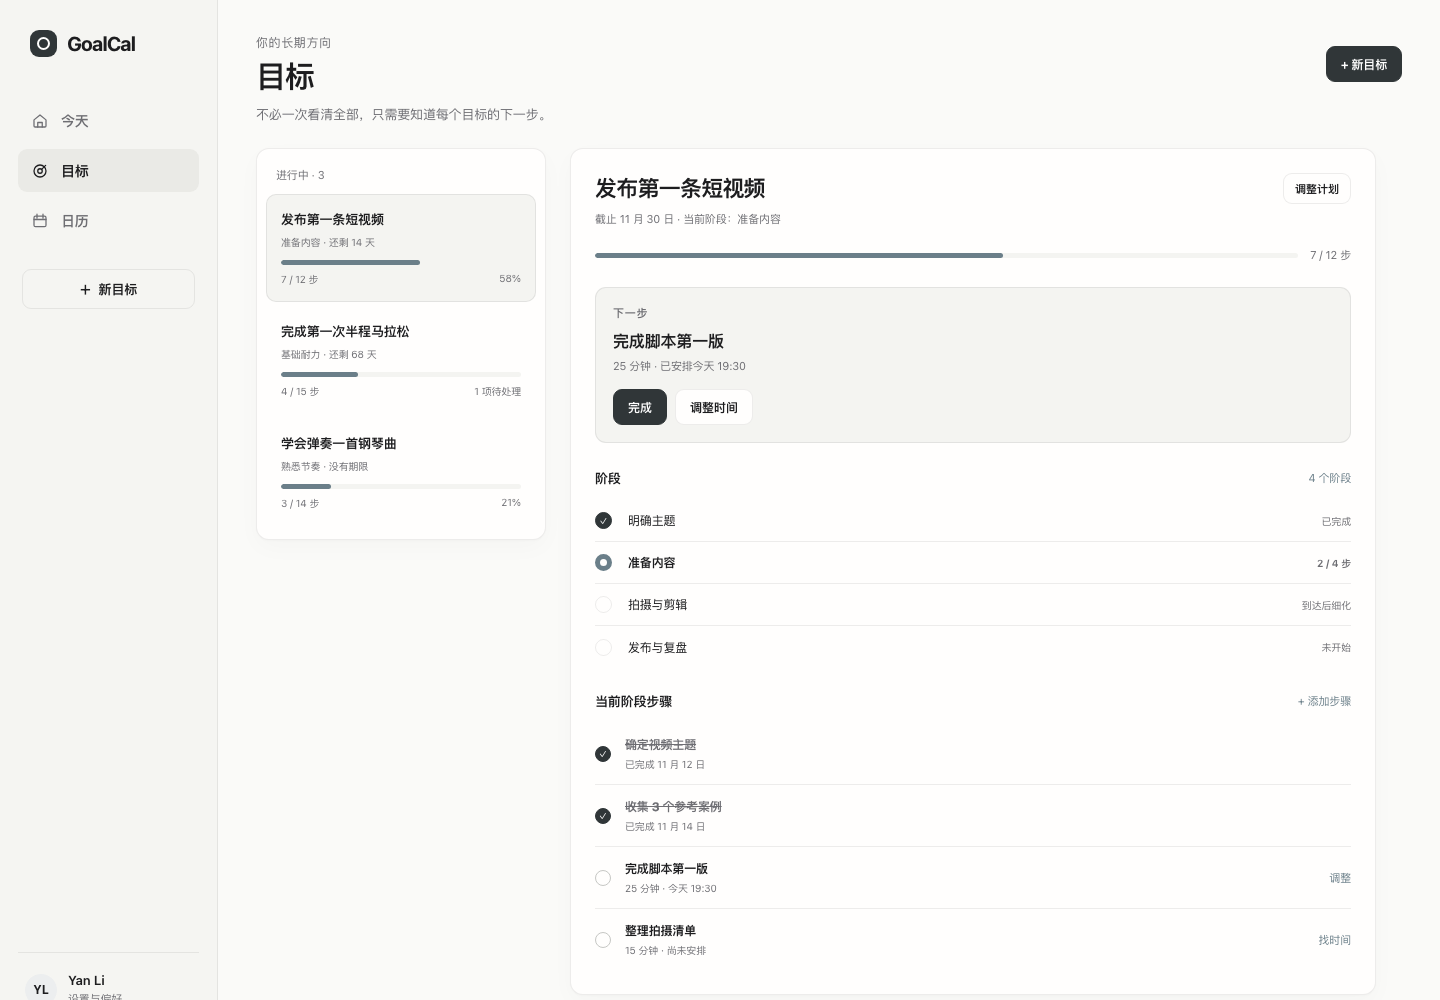 GoalCal
今天
目标
日历
+ 新目标
YL
Yan Li
设置与偏好
你的长期方向
目标
不必一次看清全部，只需要知道每个目标的下一步。
+ 新目标
进行中 · 3
发布第一条短视频
准备内容 · 还剩 14 天
7 / 12 步
58%
完成第一次半程马拉松
基础耐力 · 还剩 68 天
4 / 15 步
1 项待处理
学会弹奏一首钢琴曲
熟悉节奏 · 没有期限
3 / 14 步
21%
发布第一条短视频
调整计划
截止 11 月 30 日 · 当前阶段：准备内容
7 / 12 步
下一步
完成脚本第一版
25 分钟 · 已安排今天 19:30
完成
调整时间
阶段
4 个阶段
明确主题
已完成
准备内容
2 / 4 步
拍摄与剪辑
到达后细化
发布与复盘
未开始
当前阶段步骤
+ 添加步骤
确定视频主题
已完成 11 月 12 日
收集 3 个参考案例
已完成 11 月 14 日
完成脚本第一版
25 分钟 · 今天 19:30
调整
整理拍摄清单
15 分钟 · 尚未安排
找时间